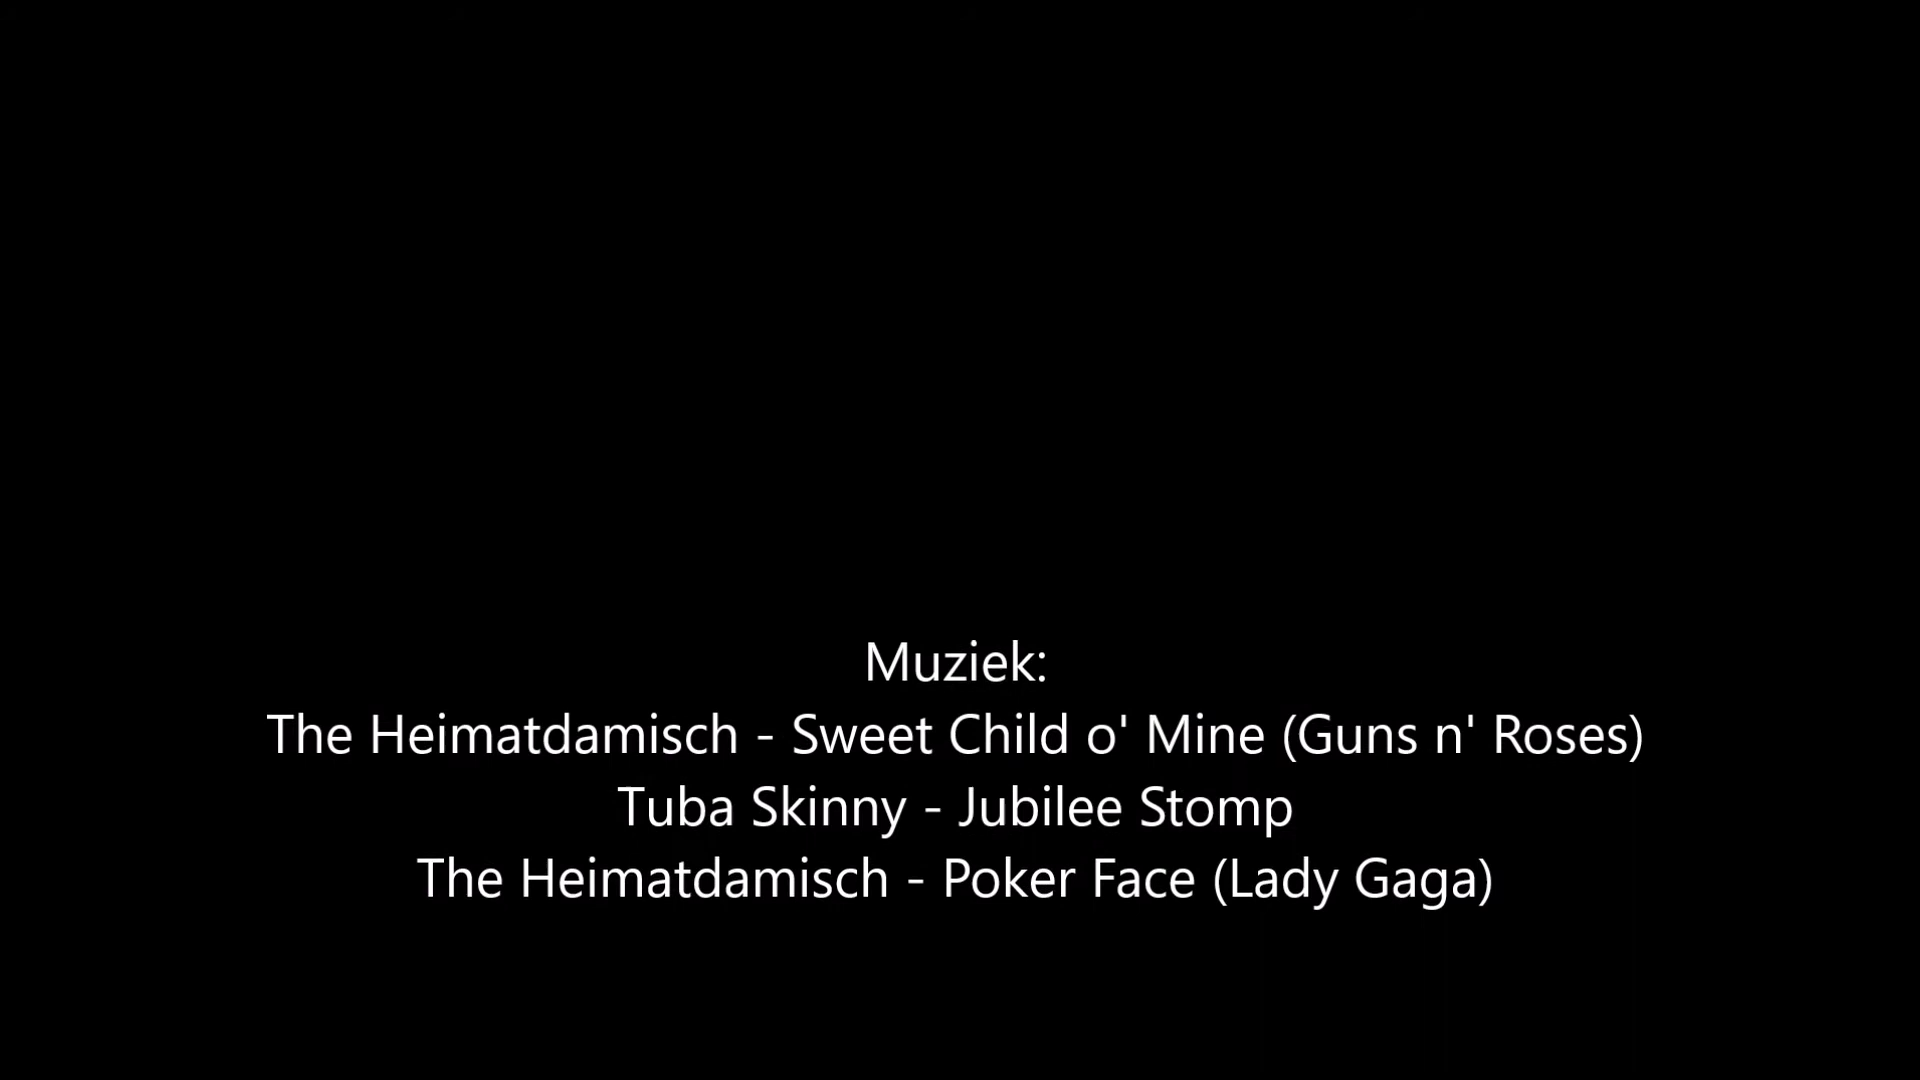 Muziek:
The Heimatdamisch - Sweet Child o' Mine (Guns n' Roses)
Tuba Skinny - Jubilee Stomp
The Heimatdamisch - Poker Face (Lady Gaga)